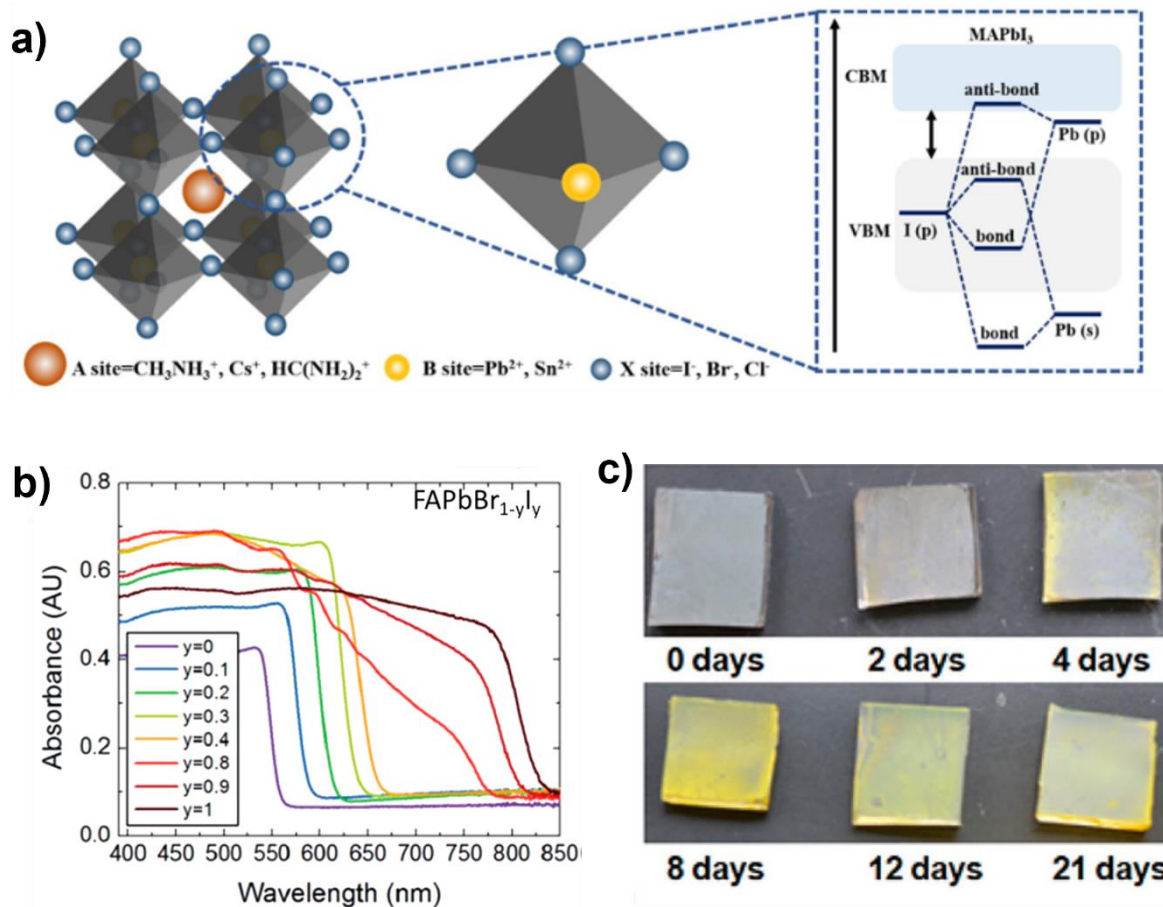 a)
MAPbI₃
CBM
anti-bond
Pb (p)
anti-bond
VBM
I (p)
bond
Pb (s)
bond
A site=CH₃NH₃⁺, Cs⁺, HC(NH₂)₂⁺
B site=Pb²⁺, Sn²⁺
X site=I⁻, Br⁻, Cl⁻
b)
0.8
0.6
0.4
0.2
0.0
Absorbance (AU)
FAPbBr₁₋yIy
y=0
y=0.1
y=0.2
y=0.3
y=0.4
y=0.8
y=0.9
y=1
400 450 500 550 600 650 700 750 800 850
Wavelength (nm)
c)
0 days 2 days 4 days
8 days 12 days 21 days